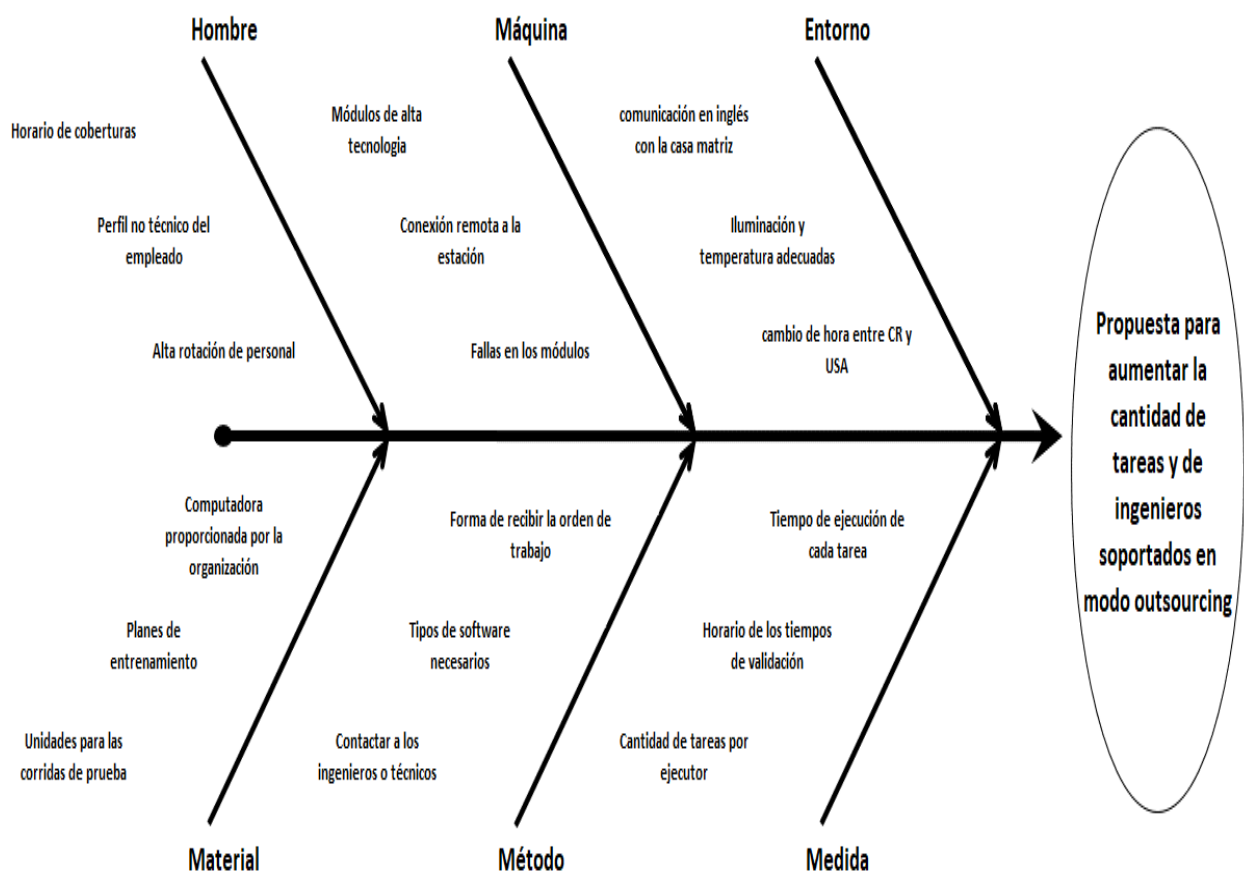 Hombre
Máquina
Entorno
Horario de coberturas
Módulos de alta
tecnologia
comunicación en inglés
con la casa matriz
Perfil no técnico del
empleado
Conexión remota a la
estación
Iluminación y
temperatura adecuadas
Alta rotación de personal
Fallas en los módulos
cambio de hora entre CR y
USA
Propuesta para
aumentar la
cantidad de
tareas y de
ingenieros
soportados en
modo outsourcing
Computadora
proporcionada por la
organización
Forma de recibir la orden de
trabajo
Tiempo de ejecución de
cada tarea
Planes de
entrenamiento
Tipos de software
necesarios
Horario de los tiempos
de validación
Unidades para las
corridas de prueba
Contactar a los
ingenieros o técnicos
Cantidad de tareas por
ejecutor
Material
Método
Medida